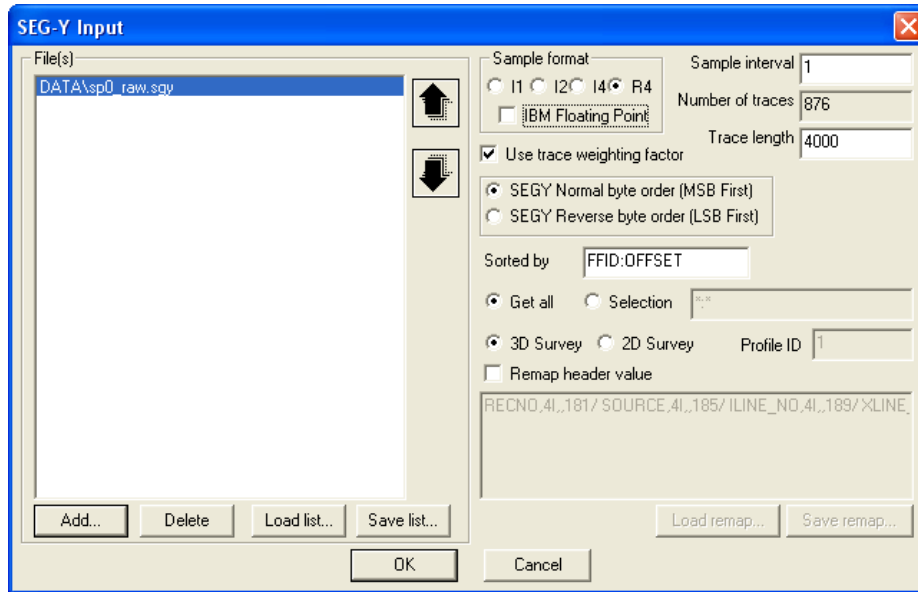 SEG-Y Input
File(s)
DATA\sp0_raw.sgy
Add...
Delete
Load list...
Save list...
Sample format
I1 I2 I4 R4
IBM Floating Point
Sample interval 1
Number of traces 876
Trace length 4000
Use trace weighting factor
SEGY Normal byte order (MSB First)
SEGY Reverse byte order (LSB First)
Sorted by FFID:OFFSET
Get all Selection *:*
3D Survey 2D Survey Profile ID 1
Remap header value
RECNO,4I,,181/ SOURCE,4I,,185/ ILINE_NO,4I,,189/ XLINE_
Load remap... Save remap...
OK Cancel